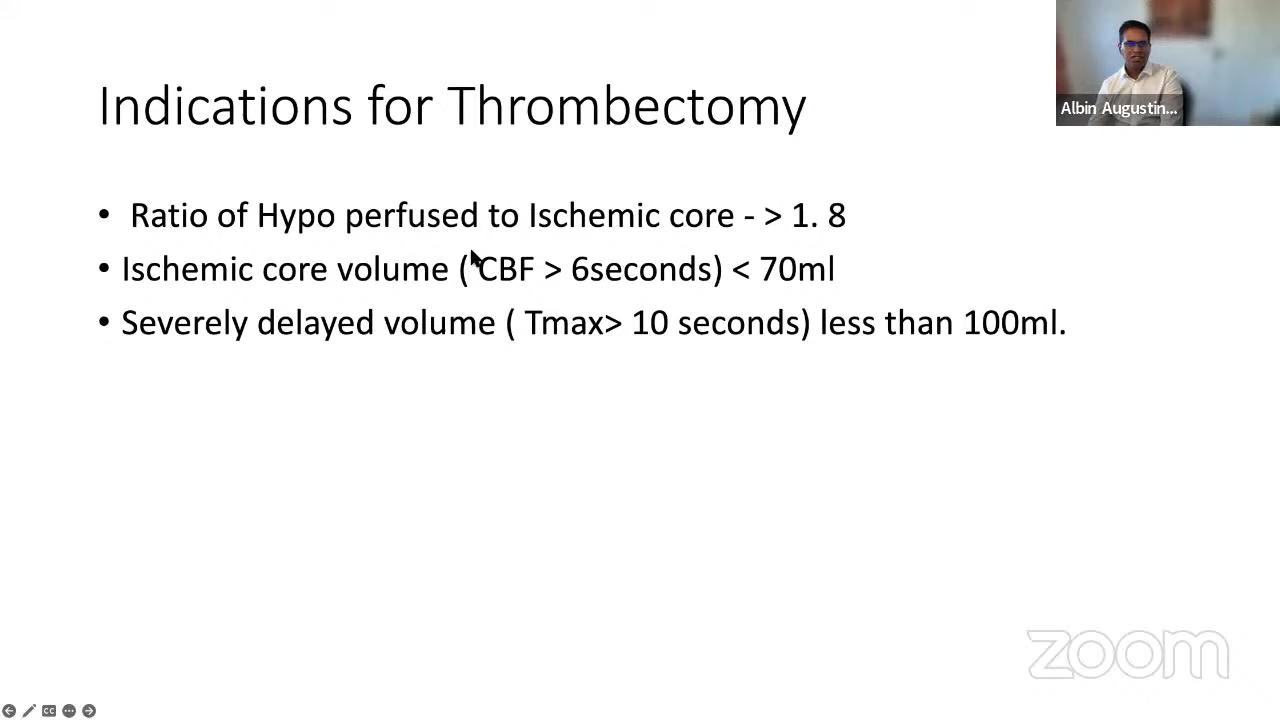 Albin Augustin...
Indications for Thrombectomy
• Ratio of Hypo perfused to Ischemic core - > 1. 8
• Ischemic core volume ( CBF > 6seconds) < 70ml
• Severely delayed volume ( Tmax> 10 seconds) less than 100ml.
zoom
CC